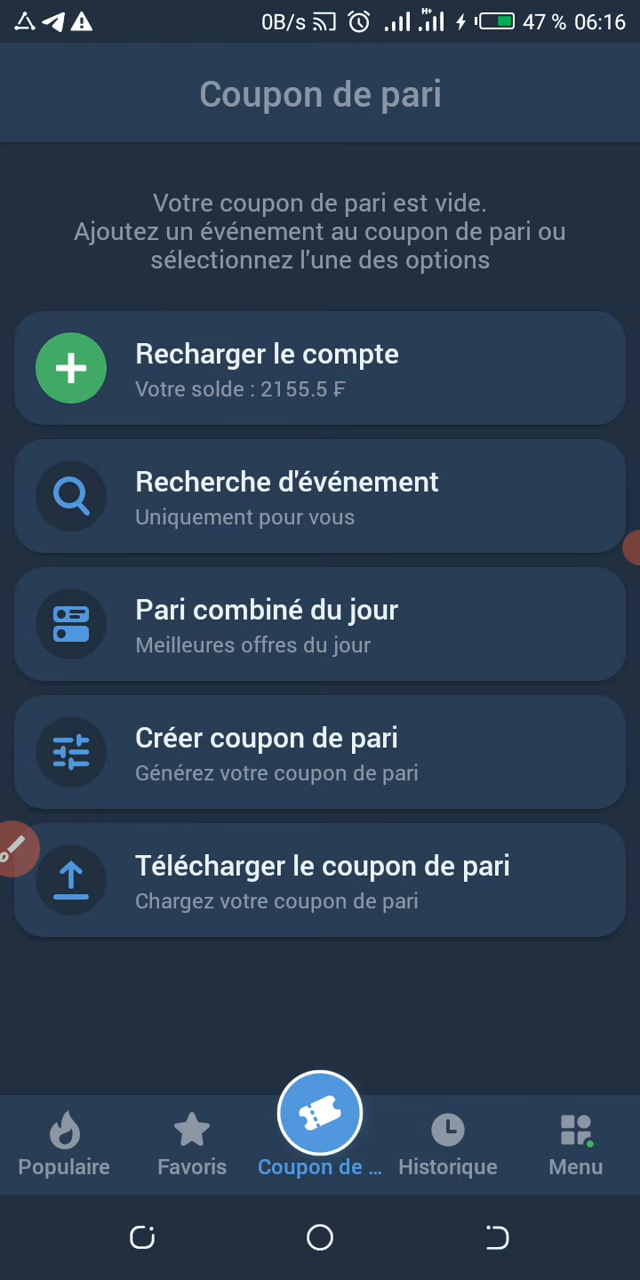 0B/s H+ 47 % 06:16
Coupon de pari
Votre coupon de pari est vide.
Ajoutez un événement au coupon de pari ou
sélectionnez l'une des options
Recharger le compte
Votre solde : 2155.5 ₣
Recherche d'événement
Uniquement pour vous
Pari combiné du jour
Meilleures offres du jour
Créer coupon de pari
Générez votre coupon de pari
Télécharger le coupon de pari
Chargez votre coupon de pari
Populaire Favoris Coupon de ... Historique Menu